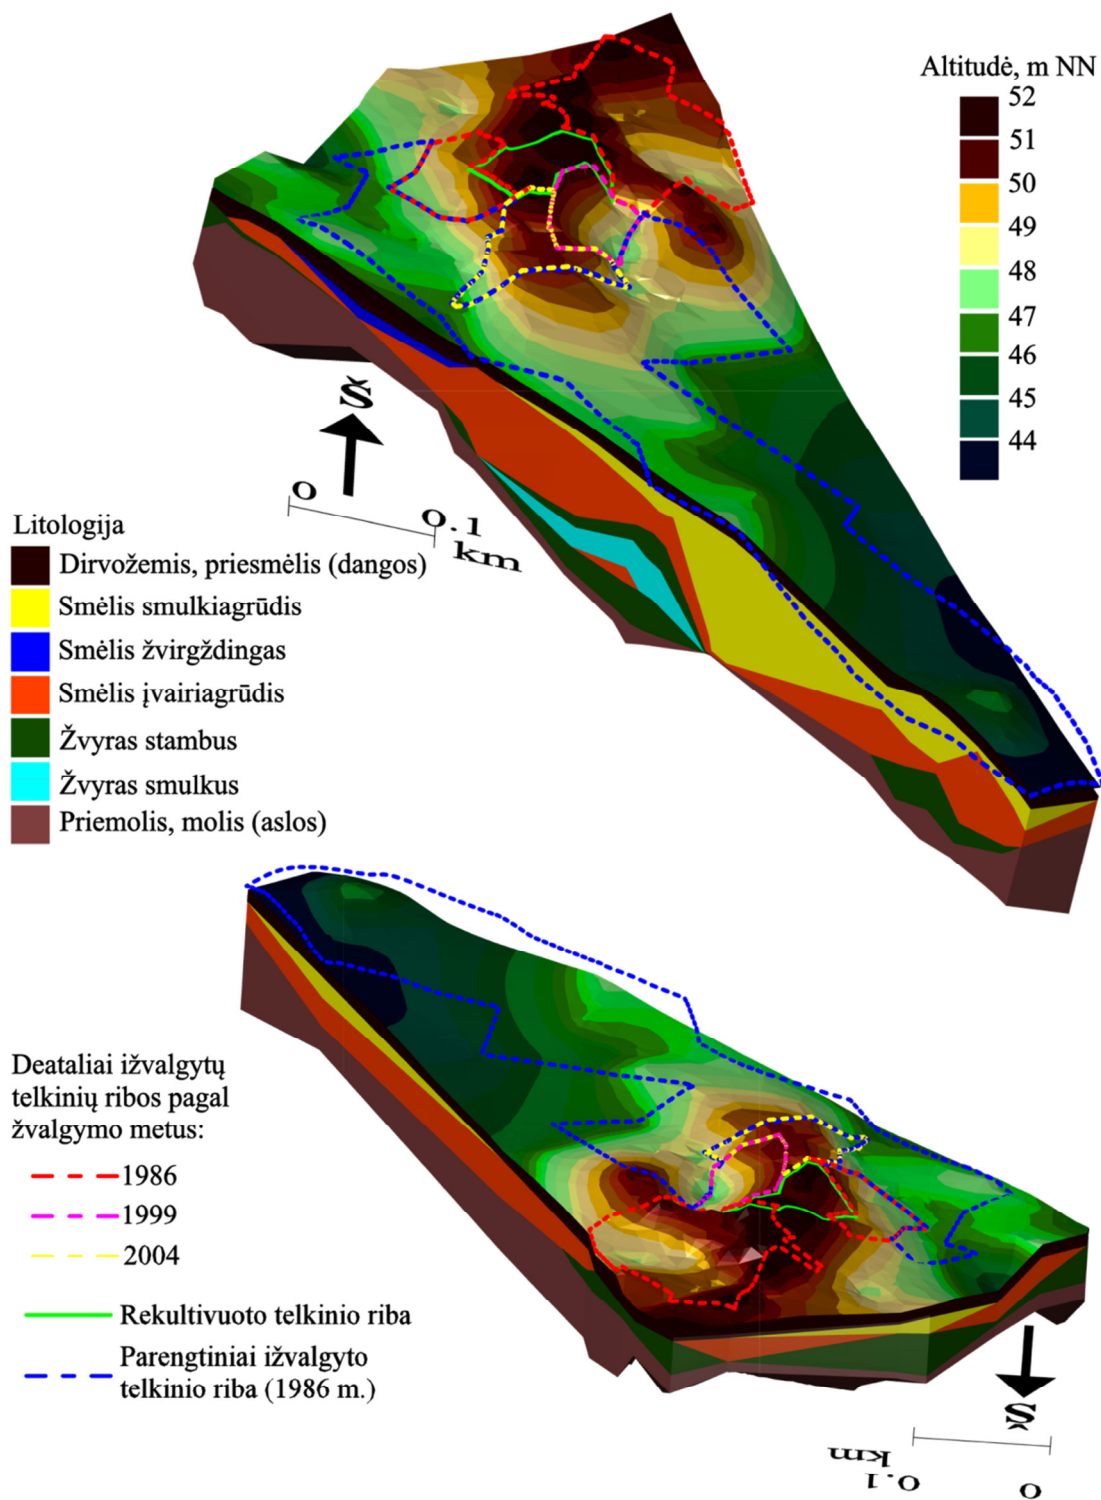 Altitudė, m NN
52
51
50
49
48
47
46
45
44
Š
0
0.1
km
Litologija
Dirvožemis, priesmėlis (dangos)
Smėlis smulkiagrūdis
Smėlis žvirgždingas
Smėlis įvairiagrūdis
Žvyras stambus
Žvyras smulkus
Priemolis, molis (aslos)
Deataliai ižvalgytų
telkinių ribos pagal
žvalgymo metus:
1986
1999
2004
Rekultivuoto telkinio riba
Parengtiniai ižvalgyto
telkinio riba (1986 m.)
Š
km
0.1
0